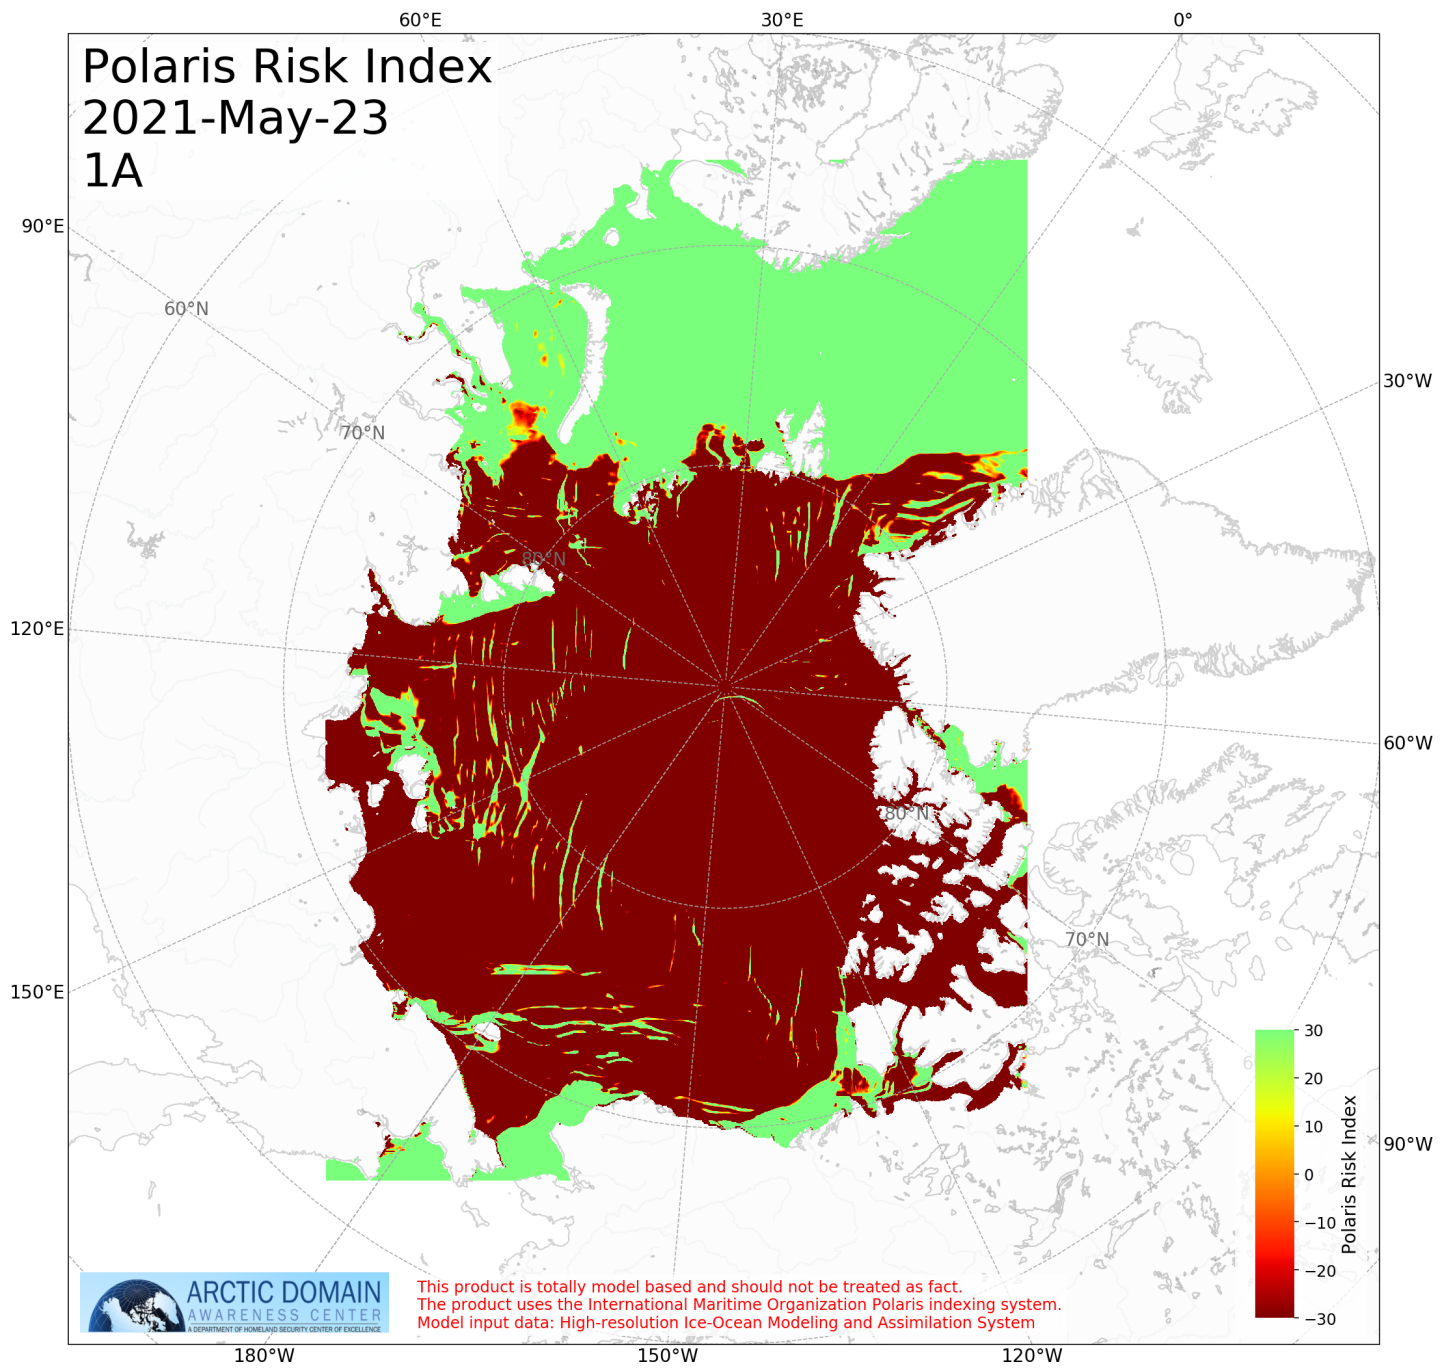 60°E 30°E 0°
Polaris Risk Index
2021-May-23
1A
90°E
60°N
30°W
70°N
80°N
120°E
60°W
80°N
70°N
150°E
30
20
10
0
−10
−20
−30
Polaris Risk Index
90°W
ARCTIC DOMAIN
AWARENESS CENTER
A DEPARTMENT OF HOMELAND SECURITY CENTER OF EXCELLENCE
This product is totally model based and should not be treated as fact.
The product uses the International Maritime Organization Polaris indexing system.
Model input data: High-resolution Ice-Ocean Modeling and Assimilation System
180°W 150°W 120°W